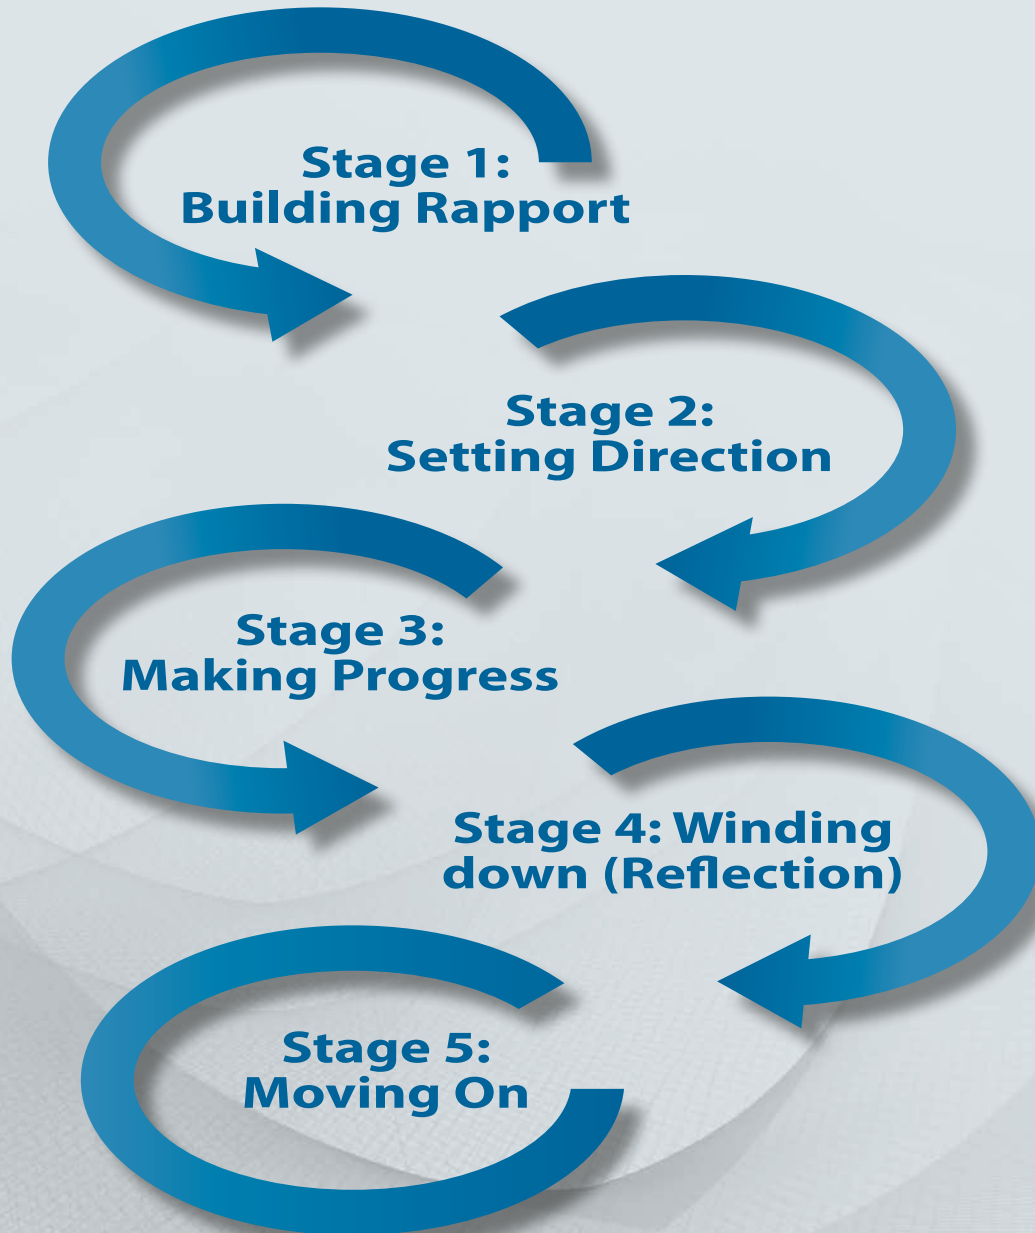 Stage 1:
Building Rapport
Stage 2:
Setting Direction
Stage 3:
Making Progress
Stage 4: Winding
down (Reflection)
Stage 5:
Moving On